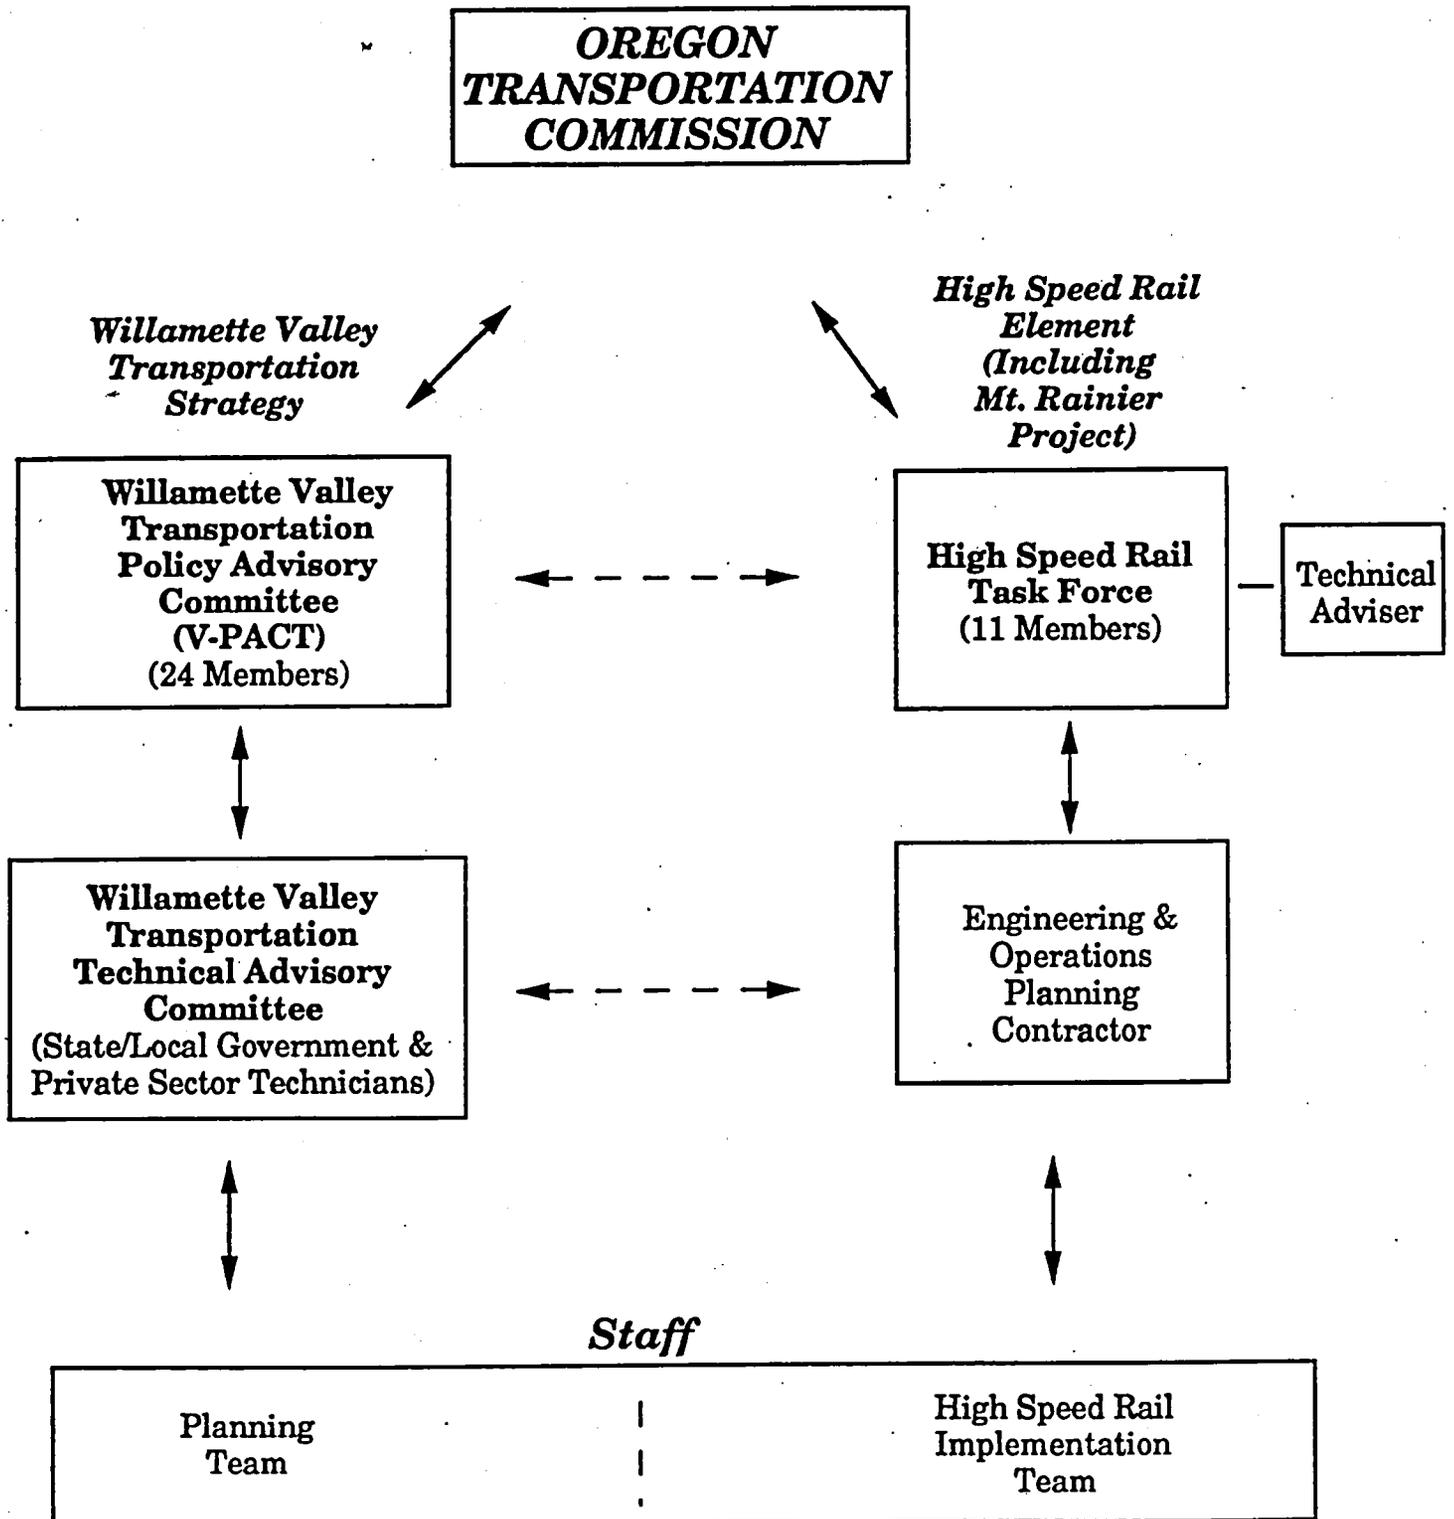 OREGON
TRANSPORTATION
COMMISSION
Willamette Valley
Transportation
Strategy
High Speed Rail
Element
(Including
Mt. Rainier
Project)
Willamette Valley
Transportation
Policy Advisory
Committee
(V-PACT)
(24 Members)
High Speed Rail
Task Force
(11 Members)
Technical
Adviser
Willamette Valley
Transportation
Technical Advisory
Committee
(State/Local Government &
Private Sector Technicians)
Engineering &
Operations
Planning
Contractor
Staff
Planning
Team
High Speed Rail
Implementation
Team